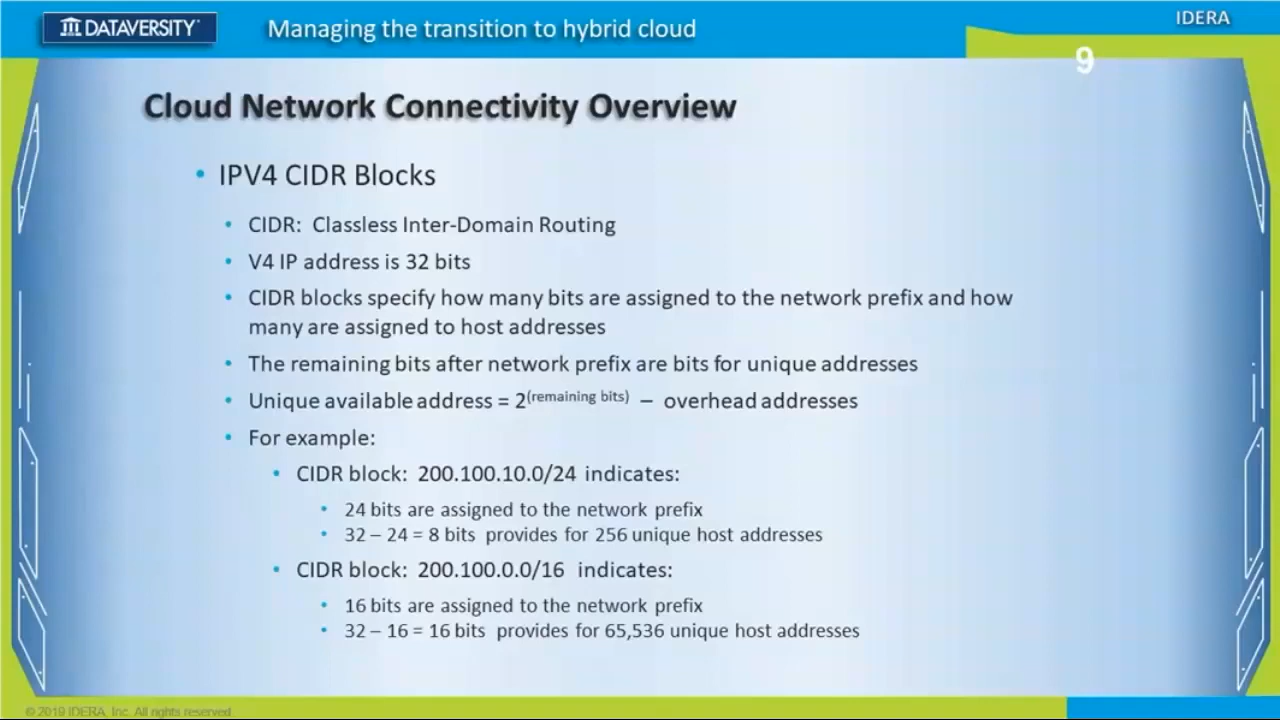 DATAVERSITY
Managing the transition to hybrid cloud
IDERA
9
Cloud Network Connectivity Overview
• IPV4 CIDR Blocks
• CIDR: Classless Inter-Domain Routing
• V4 IP address is 32 bits
• CIDR blocks specify how many bits are assigned to the network prefix and how
many are assigned to host addresses
• The remaining bits after network prefix are bits for unique addresses
• Unique available address = 2^(remaining bits) – overhead addresses
• For example:
• CIDR block: 200.100.10.0/24 indicates:
• 24 bits are assigned to the network prefix
• 32 – 24 = 8 bits provides for 256 unique host addresses
• CIDR block: 200.100.0.0/16 indicates:
• 16 bits are assigned to the network prefix
• 32 – 16 = 16 bits provides for 65,536 unique host addresses
© 2019 IDERA, Inc. All rights reserved